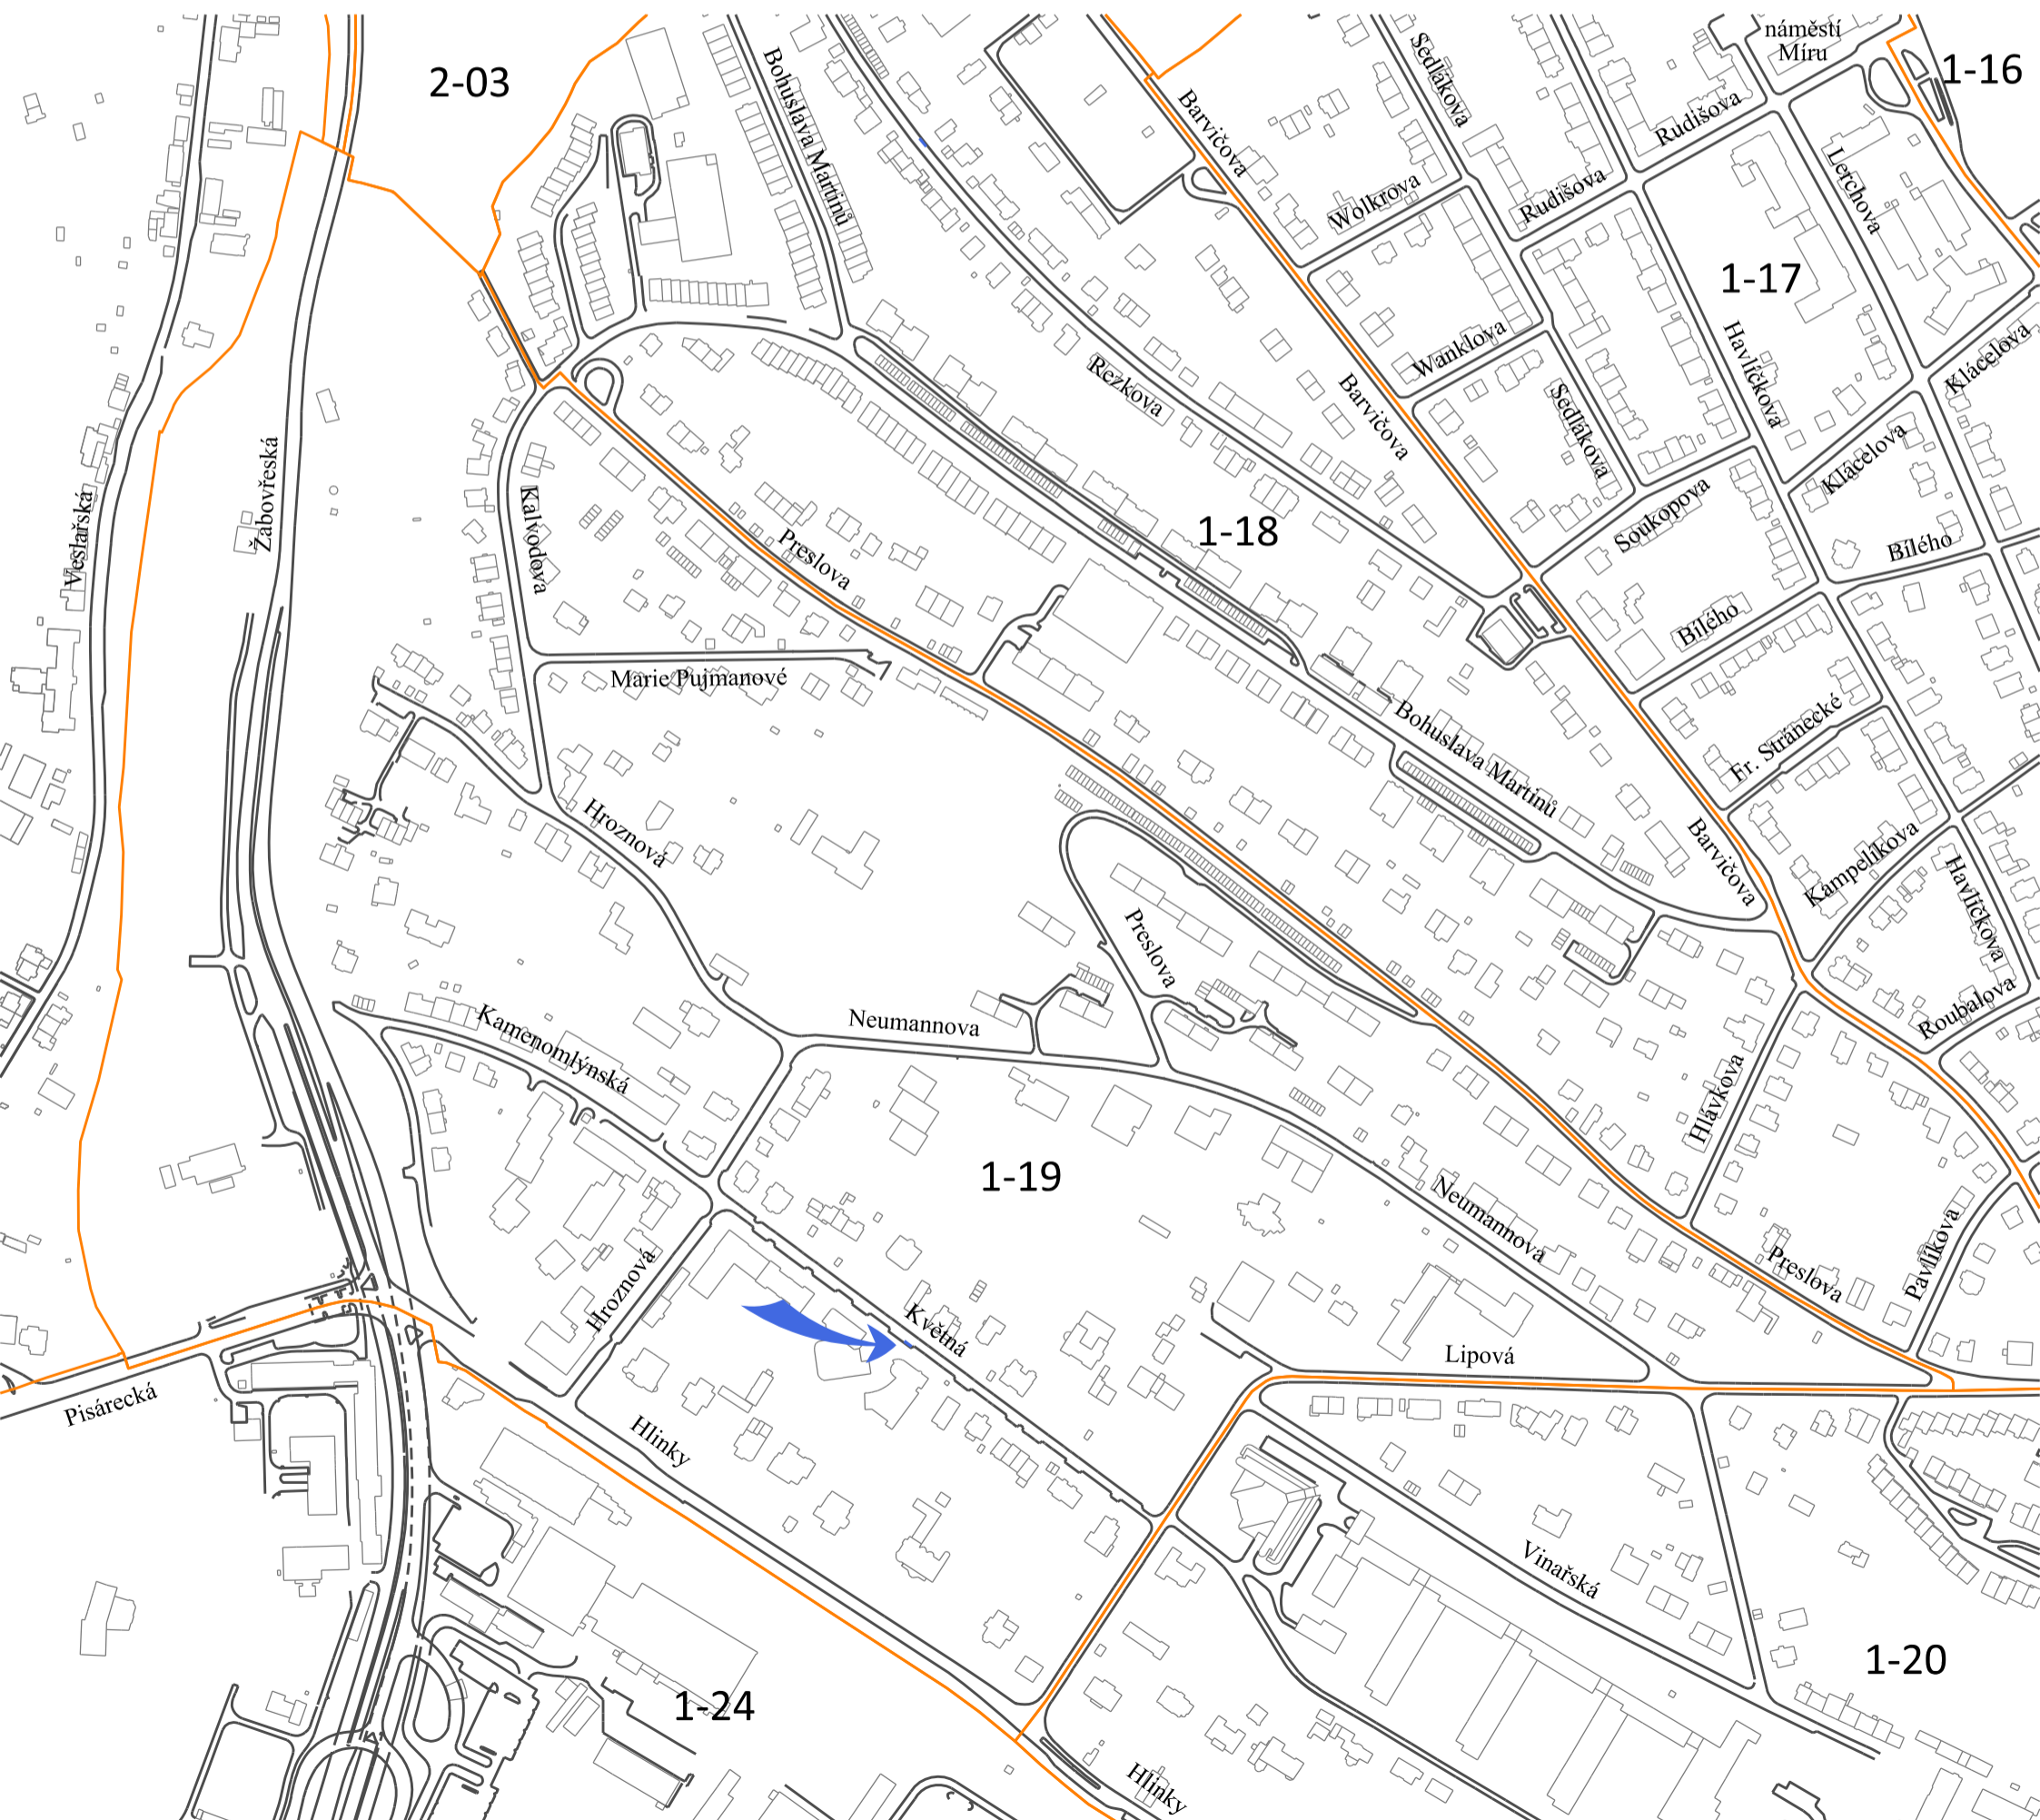 náměstí
Míru
2-03
1-16
Bohuslava Martinů
Sedlákova
Barvičova
Rudišova
Wolkrova
Rudišova
Lerchova
1-17
Wanklova
Havlíčkova
Klácelova
Rezkova
Barvičova
Sedlákova
Klácelova
Žabovřeská
Veslařská
Kalvodova
Preslova
1-18
Soukopova
Bílého
Bílého
Marie Pujmanové
Bohuslava Martinů
Fr. Stránecké
Hroznová
Barvičova
Kampelíkova
Havlíčkova
Preslova
Kamenomlýnská
Neumannova
Roubalova
Hlávkova
1-19
Neumannova
Preslova
Pavlíkova
Hroznová
Květná
Lipová
Pisárecká
Hlinky
Vinařská
1-20
1-24
Hlinky